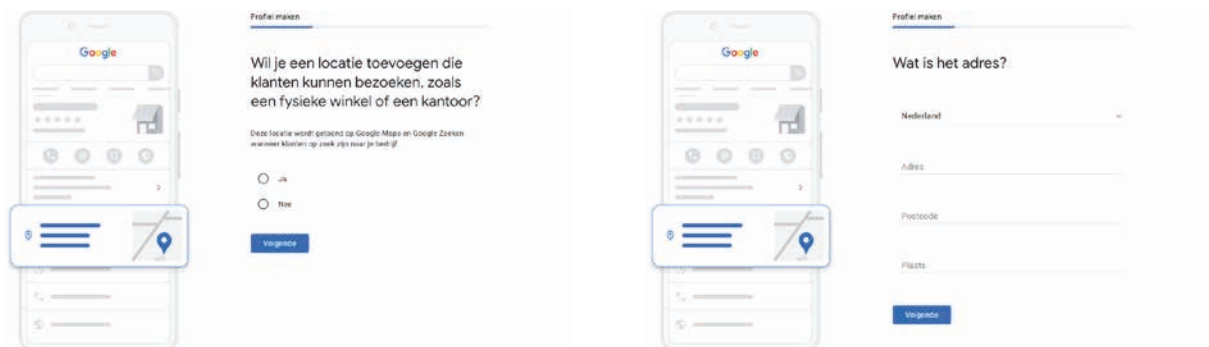 Profiel maken
Google
Wil je een locatie toevoegen die
klanten kunnen bezoeken, zoals
een fysieke winkel of een kantoor?
Deze locatie wordt getoond op Google Maps en Google Zoeken
wanneer klanten op zoek zijn naar je bedrijf
Ja
Nee
Volgende
Profiel maken
Google
Wat is het adres?
Nederland
Adres
Postcode
Plaats
Volgende